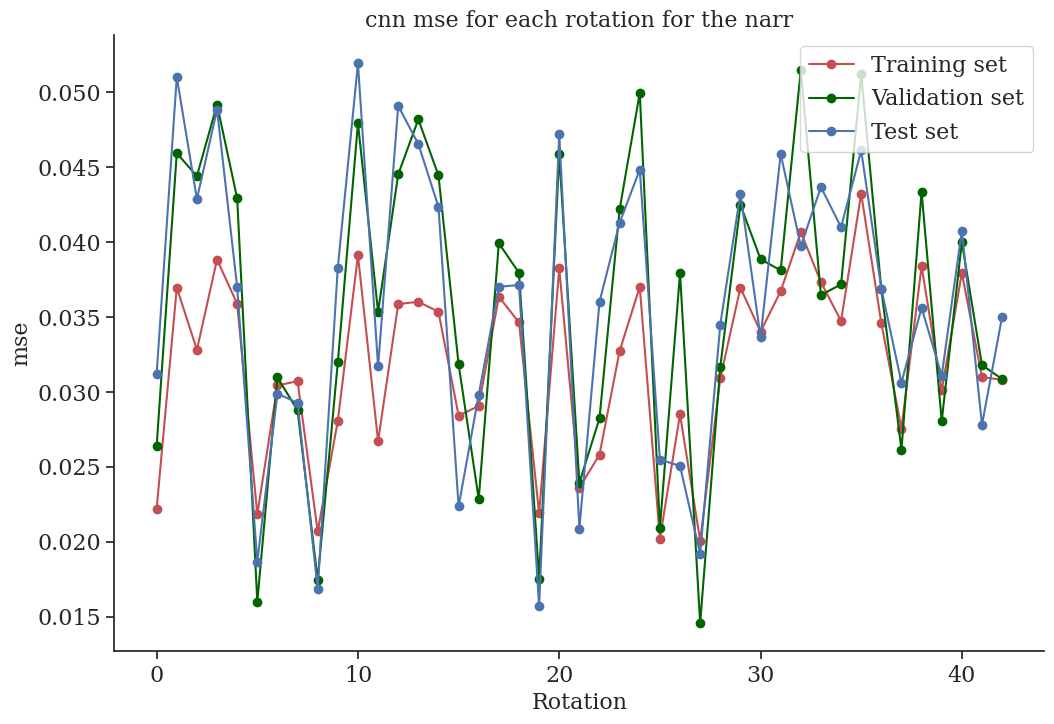 cnn mse for each rotation for the narr
Training set
Validation set
Test set
0.050
0.045
0.040
0.035
0.030
0.025
0.020
0.015
mse
0
10
20
30
40
Rotation